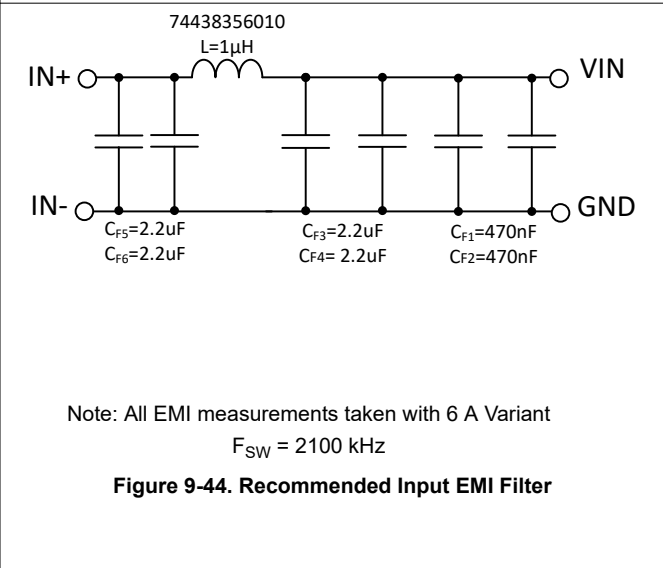 74438356010
L=1µH
IN+
VIN
IN-
GND
CF5=2.2uF
CF6=2.2uF
CF3=2.2uF
CF4= 2.2uF
CF1=470nF
CF2=470nF
Note: All EMI measurements taken with 6 A Variant
FSW = 2100 kHz
Figure 9-44. Recommended Input EMI Filter